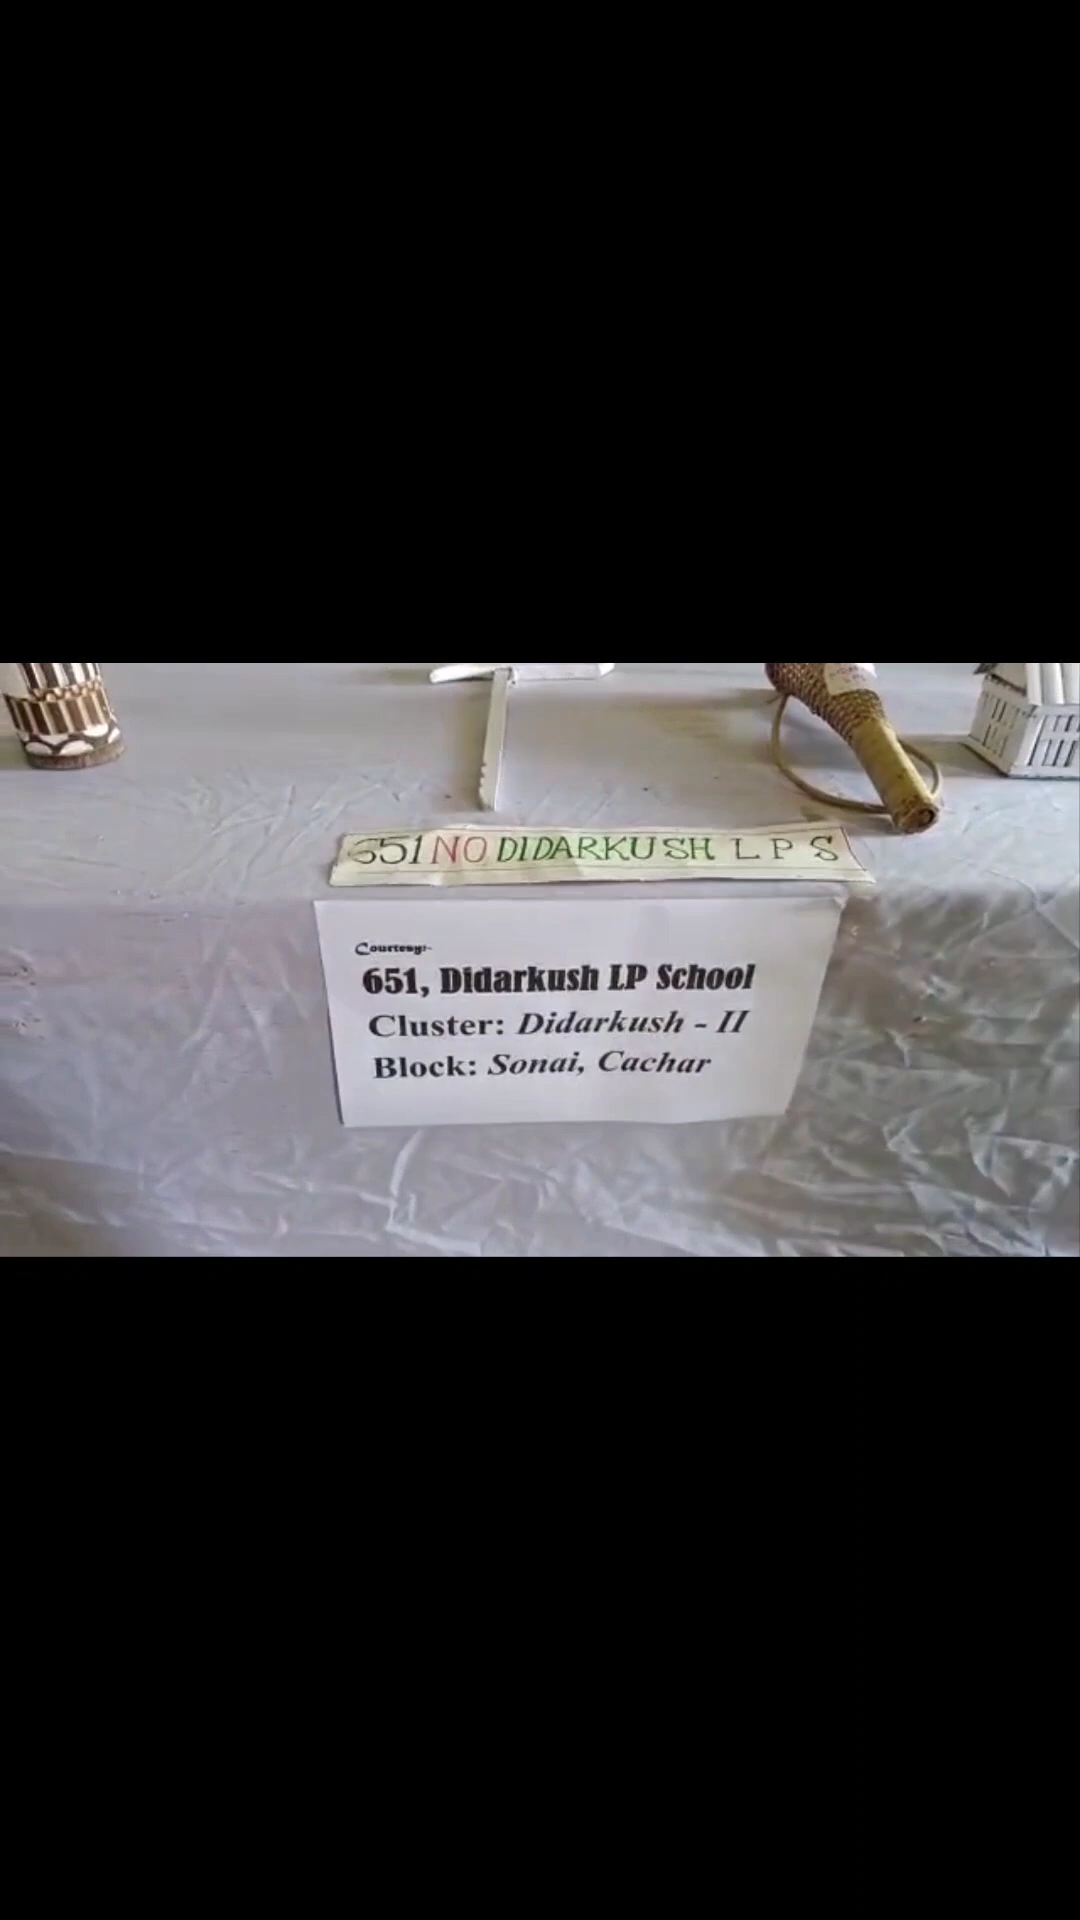 651 NO DIDARKUSH L P S
Courtesy:-
651, Didarkush LP School
Cluster: Didarkush - II
Block: Sonai, Cachar